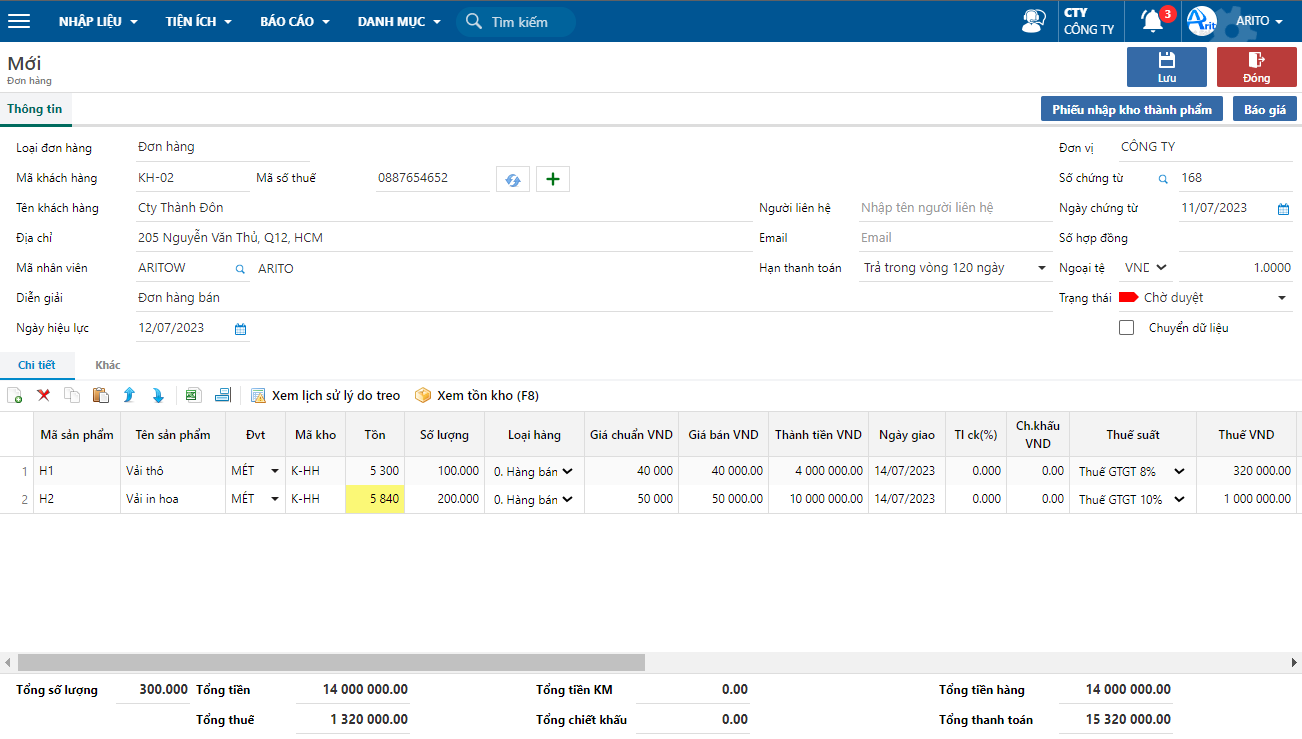 NHẬP LIỆU TIỆN ÍCH BÁO CÁO DANH MỤC Tìm kiếm CTY CÔNG TY 3 ARITO
Mới
Đơn hàng
Lưu Đóng
Thông tin Phiếu nhập kho thành phẩm Báo giá
Loại đơn hàng Đơn hàng Đơn vị CÔNG TY
Mã khách hàng KH-02 Mã số thuế 0887654652 Số chứng từ 168
Tên khách hàng Cty Thành Đôn Người liên hệ Nhập tên người liên hệ Ngày chứng từ 11/07/2023
Địa chỉ 205 Nguyễn Văn Thủ, Q12, HCM Email Email Số hợp đồng
Mã nhân viên ARITOW ARITO Hạn thanh toán Trả trong vòng 120 ngày Ngoại tệ VND 1.0000
Diễn giải Đơn hàng bán Trạng thái Chờ duyệt
Ngày hiệu lực 12/07/2023 Chuyển dữ liệu
Chi tiết Khác
Xem lịch sử lý do treo Xem tồn kho (F8)
Mã sản phẩm Tên sản phẩm Đvt Mã kho Tồn Số lượng Loại hàng Giá chuẩn VND Giá bán VND Thành tiền VND Ngày giao Tl ck(%) Ch.khấu VND Thuế suất Thuế VND
1 H1 Vải thô MÉT K-HH 5 300 100.000 0. Hàng bán 40 000 40 000.00 4 000 000.00 14/07/2023 0.000 0.00 Thuế GTGT 8% 320 000.00
2 H2 Vải in hoa MÉT K-HH 5 840 200.000 0. Hàng bán 50 000 50 000.00 10 000 000.00 14/07/2023 0.000 0.00 Thuế GTGT 10% 1 000 000.00
Tổng số lượng 300.000 Tổng tiền 14 000 000.00 Tổng tiền KM 0.00 Tổng tiền hàng 14 000 000.00
Tổng thuế 1 320 000.00 Tổng chiết khấu 0.00 Tổng thanh toán 15 320 000.00